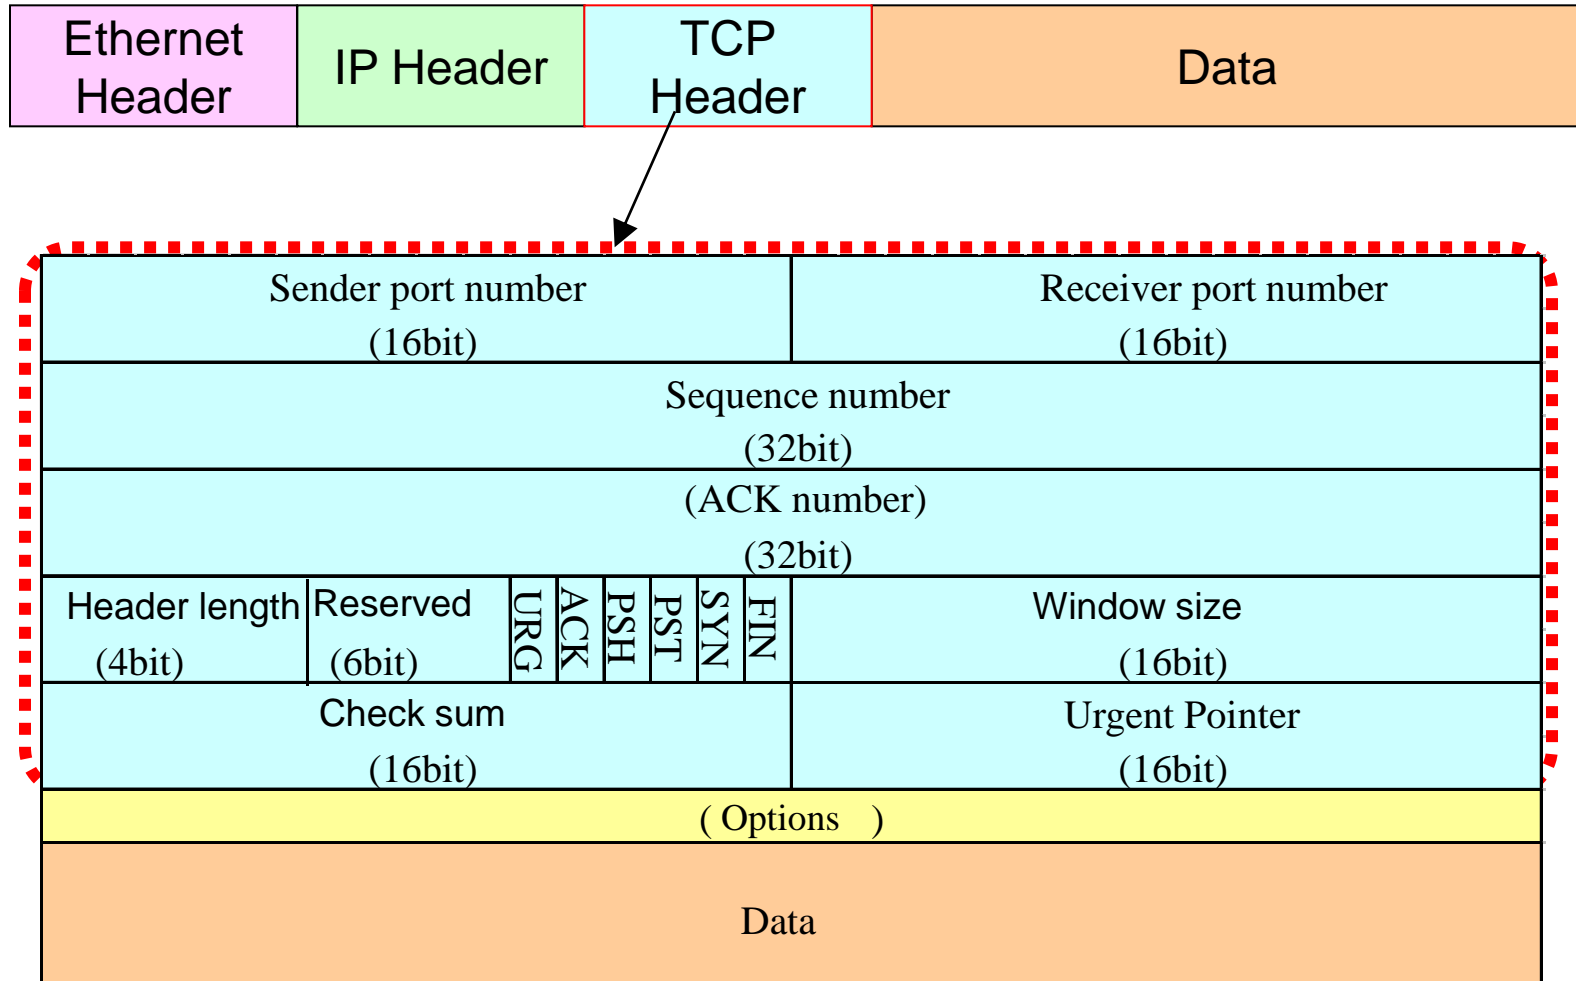 Ethernet
Header
IP Header
TCP
Header
Data
Sender port number
(16bit)
Receiver port number
(16bit)
Sequence number
(32bit)
(ACK number)
(32bit)
Header length
(4bit)
Reserved
(6bit)
URG
ACK
PSH
PST
SYN
FIN
Window size
(16bit)
Check sum
(16bit)
Urgent Pointer
(16bit)
( Options )
Data